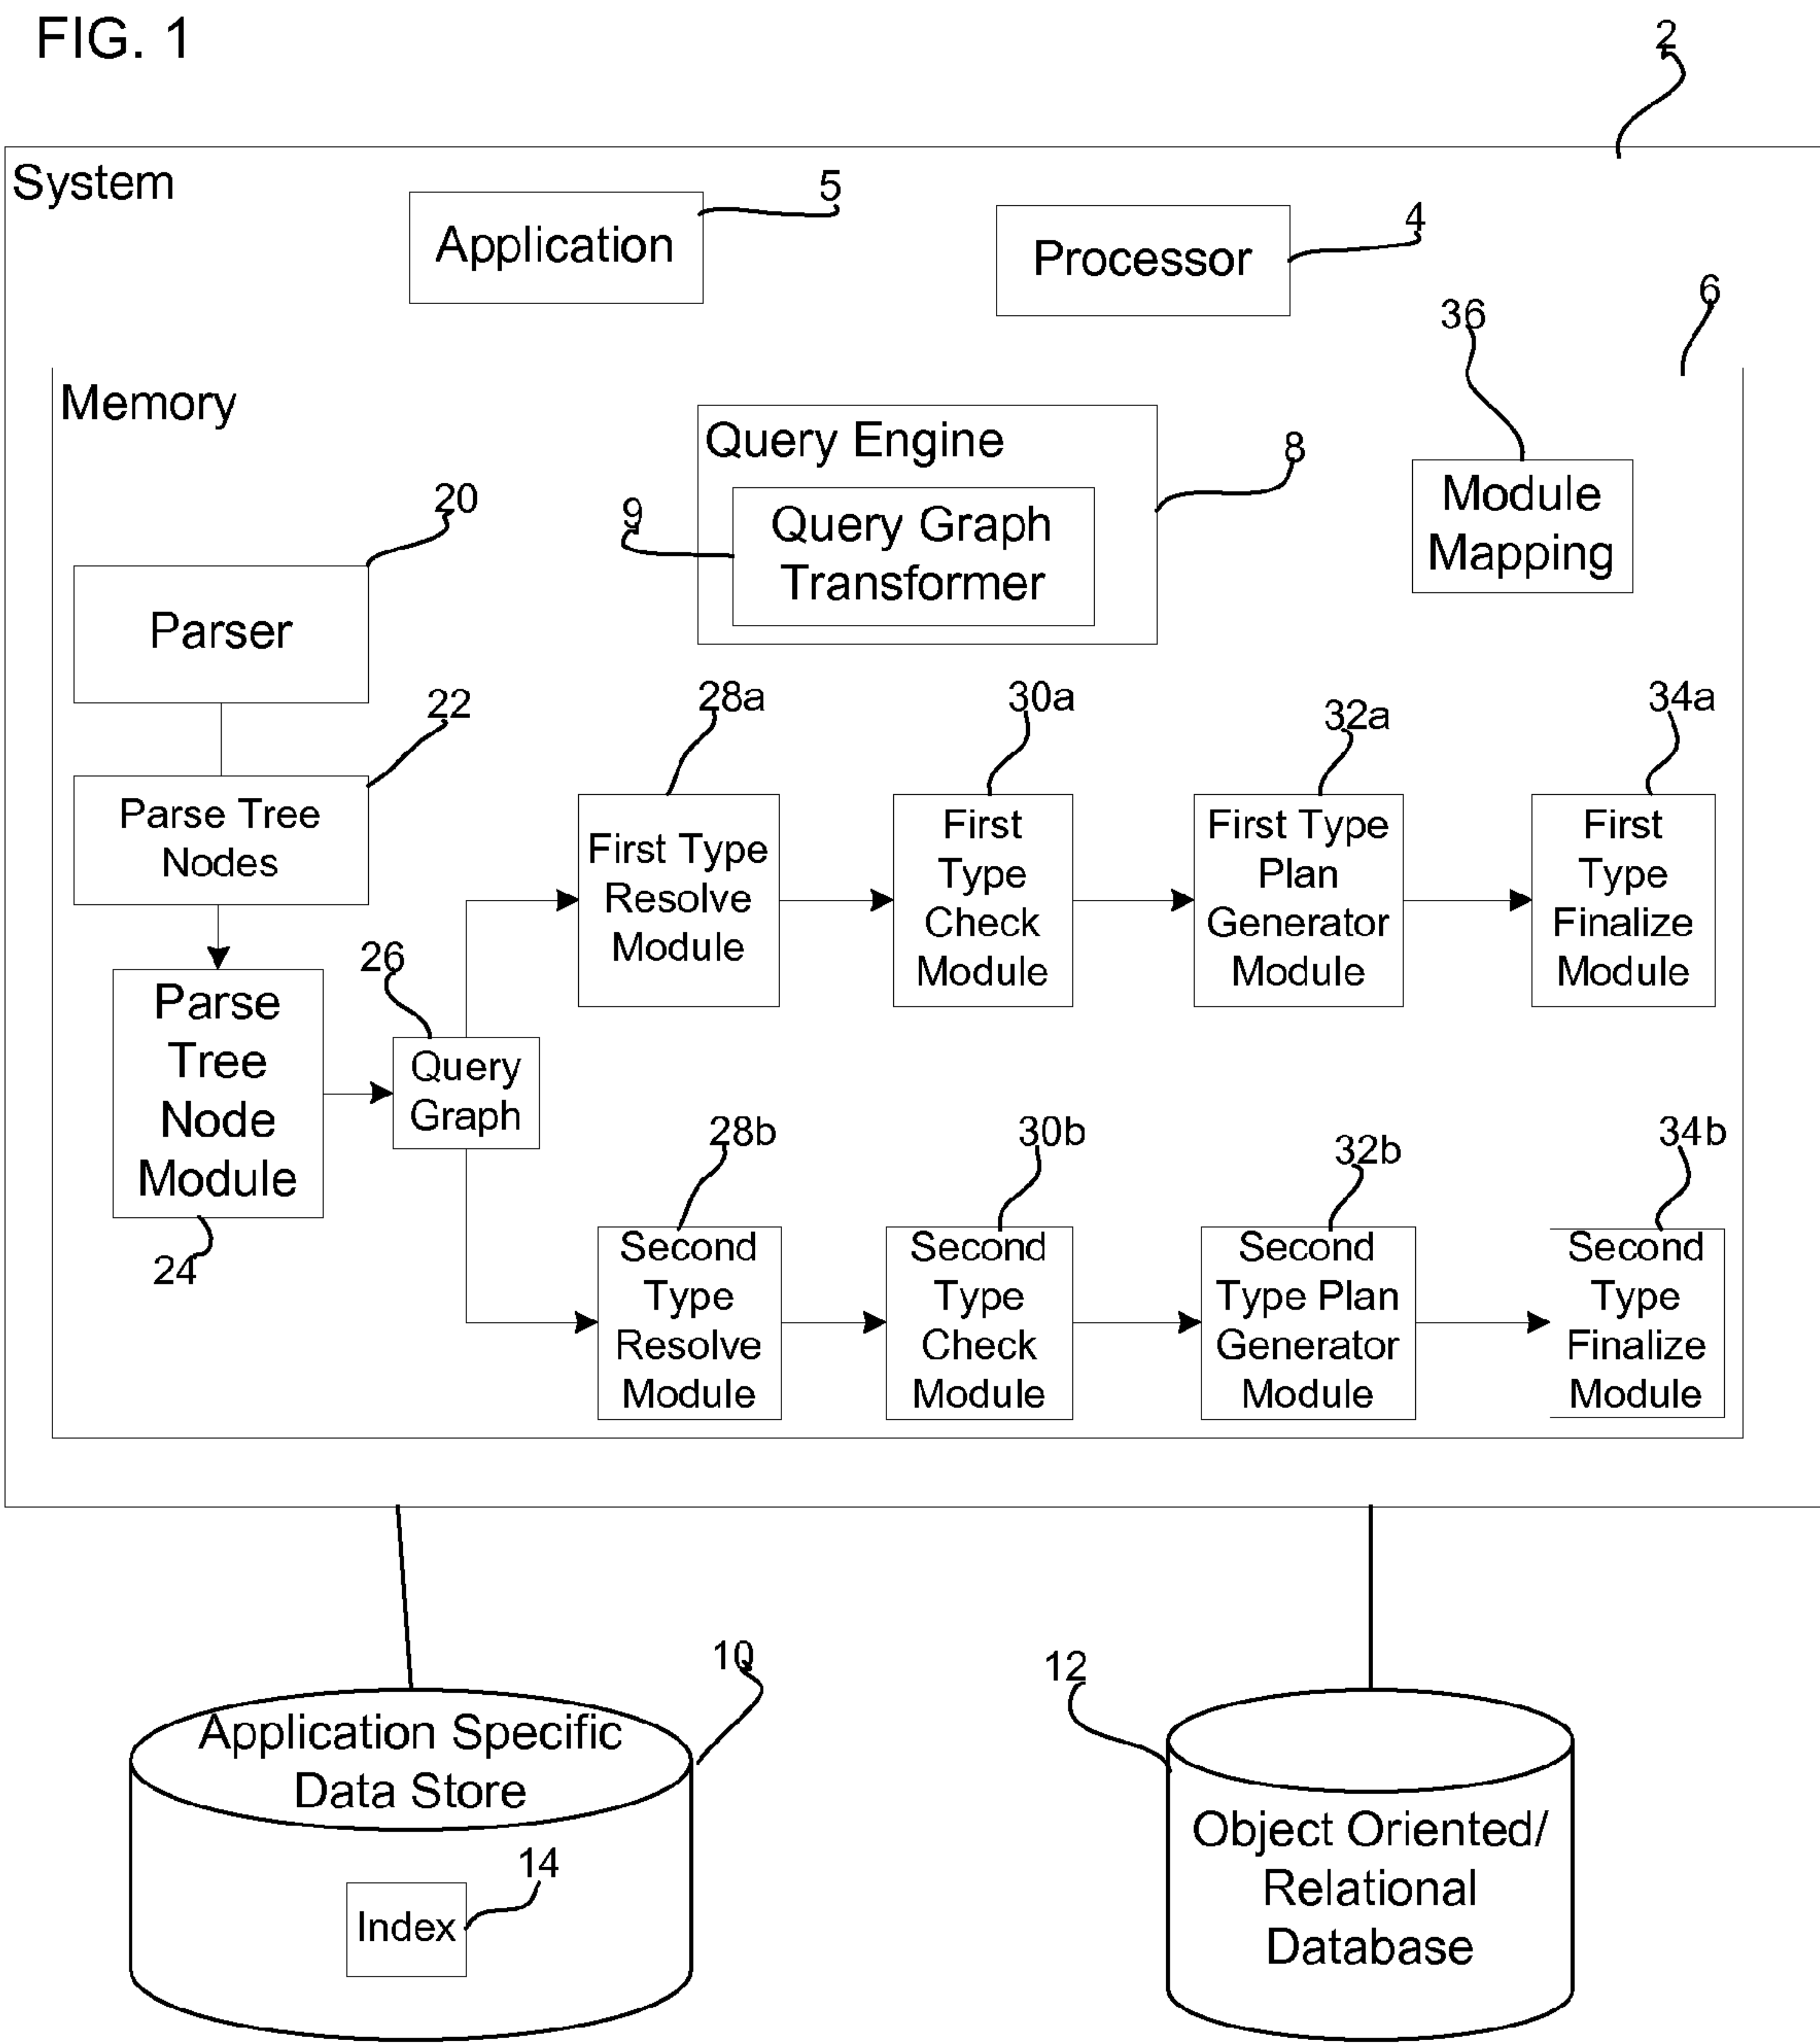 FIG. 1
2
System
5
Application
4
Processor
6
36
Memory
Query Engine
8
Module
Mapping
20
9
Query Graph
Transformer
Parser
22
Parse Tree
Nodes
28a
30a
32a
34a
First Type
Resolve
Module
First
Type
Check
Module
First Type
Plan
Generator
Module
First
Type
Finalize
Module
26
Parse
Tree
Node
Module
Query
Graph
24
28b
30b
32b
34b
Second
Type
Resolve
Module
Second
Type
Check
Module
Second
Type Plan
Generator
Module
Second
Type
Finalize
Module
10
12
Application Specific
Data Store
14
Index
Object Oriented/
Relational
Database